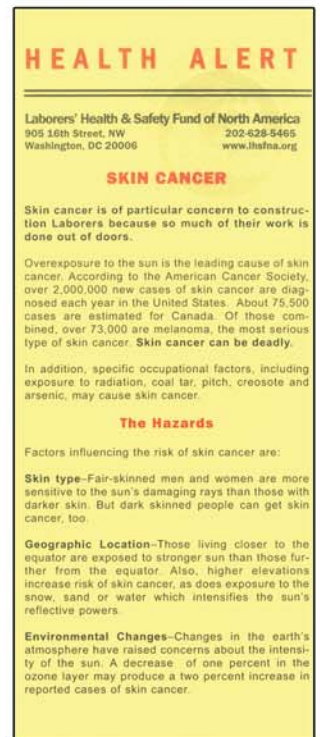 HEALTH ALERT
Laborers' Health & Safety Fund of North America
905 16th Street, NW 202-628-5465
Washington, DC 20006 www.lhsfna.org
SKIN CANCER
Skin cancer is of particular concern to construc-
tion Laborers because so much of their work is
done out of doors.
Overexposure to the sun is the leading cause of skin
cancer. According to the American Cancer Society,
over 2,000,000 new cases of skin cancer are diag-
nosed each year in the United States. About 75,500
cases are estimated for Canada. Of those com-
bined, over 73,000 are melanoma, the most serious
type of skin cancer. Skin cancer can be deadly.
In addition, specific occupational factors, including
exposure to radiation, coal tar, pitch, creosote and
arsenic, may cause skin cancer.
The Hazards
Factors influencing the risk of skin cancer are:
Skin type–Fair-skinned men and women are more
sensitive to the sun's damaging rays than those with
darker skin. But dark skinned people can get skin
cancer, too.
Geographic Location–Those living closer to the
equator are exposed to stronger sun than those fur-
ther from the equator. Also, higher elevations
increase risk of skin cancer, as does exposure to the
snow, sand or water which intensifies the sun's
reflective powers.
Environmental Changes–Changes in the earth's
atmosphere have raised concerns about the intensi-
ty of the sun. A decrease of one percent in the
ozone layer may produce a two percent increase in
reported cases of skin cancer.